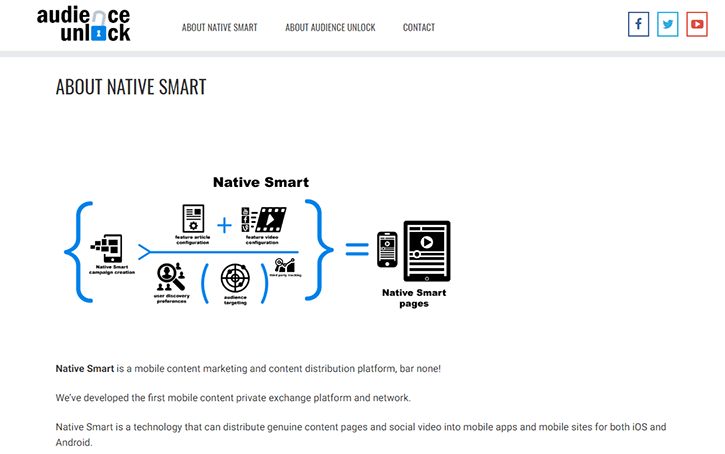 audience
unlock
ABOUT NATIVE SMART
ABOUT AUDIENCE UNLOCK
CONTACT
ABOUT NATIVE SMART
Native Smart
feature article
configuration
feature video
configuration
Native Smart
campaign creation
user discovery
preferences
audience
targeting
third party tracking
Native Smart
pages
Native Smart is a mobile content marketing and content distribution platform, bar none!
We've developed the first mobile content private exchange platform and network.
Native Smart is a technology that can distribute genuine content pages and social video into mobile apps and mobile sites for both iOS and
Android.